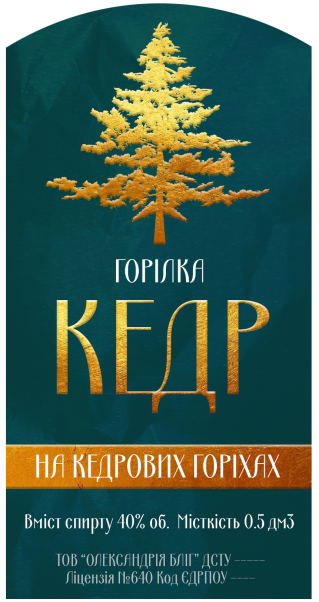 ГОРІЛКА
КЕДР
НА КЕДРОВИХ ГОРІХАХ
Вміст спирту 40% об. Місткість 0.5 дм3
ТОВ “ОЛЕКСАНДРІЯ БЛІГ” ДСТУ -----
Ліцензія №640 Код ЄДРПОУ ----